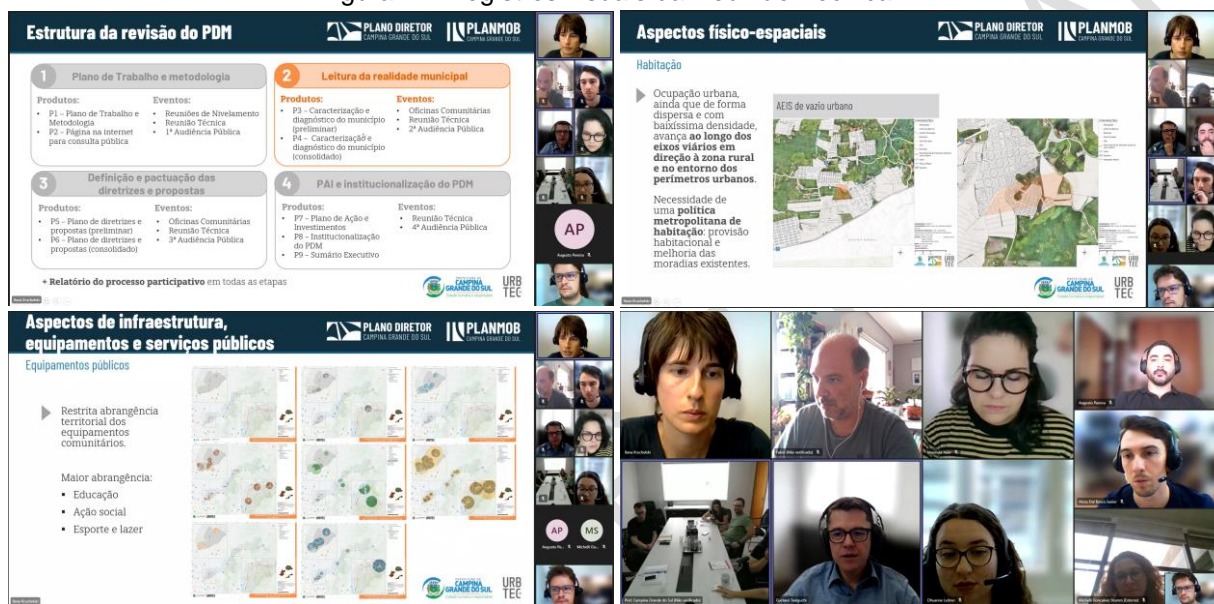 Estrutura da revisão do PDM
PLANO DIRETOR
CAMPINA GRANDE DO SUL
PLANMOB
CAMPINA GRANDE DO SUL
1 Plano de Trabalho e metodologia
Produtos:
• P1 – Plano de Trabalho e
Metodologia
• P2 – Página na internet
para consulta pública
Eventos:
• Reuniões de Nivelamento
• Reunião Técnica
• 1ª Audiência Pública
2 Leitura da realidade municipal
Produtos:
• P3 – Caracterização e
diagnóstico do município
(preliminar)
• P4 – Caracterização e
diagnóstico do município
(consolidado)
Eventos:
• Oficinas Comunitárias
• Reunião Técnica
• 2ª Audiência Pública
3 Definição e pactuação das
diretrizes e propostas
Produtos:
• P5 – Plano de diretrizes e
propostas (preliminar)
• P6 – Plano de diretrizes e
propostas (consolidado)
Eventos:
• Oficinas Comunitárias
• Reunião Técnica
• 3ª Audiência Pública
4 PAI e institucionalização do PDM
Produtos:
• P7 – Plano de Ação e
Investimentos
• P8 – Institucionalização
do PDM
• P9 – Sumário Executivo
Eventos:
• Reunião Técnica
• 4ª Audiência Pública
+ Relatório do processo participativo em todas as etapas
CAMPINA
GRANDE DO SUL
URB
TEC
AP
Augusto Pereira
Aspectos físico-espaciais
PLANO DIRETOR
CAMPINA GRANDE DO SUL
PLANMOB
CAMPINA GRANDE DO SUL
Habitação
Ocupação urbana,
ainda que de forma
dispersa e com
baixíssima densidade,
avança ao longo dos
eixos viários em
direção à zona rural
e no entorno dos
perímetros urbanos.
Necessidade de
uma política
metropolitana de
habitação: provisão
habitacional e
melhoria das
moradias existentes.
AEIS de vazio urbano
CAMPINA
GRANDE DO SUL
URB
TEC
Aspectos de infraestrutura,
equipamentos e serviços públicos
PLANO DIRETOR
CAMPINA GRANDE DO SUL
PLANMOB
CAMPINA GRANDE DO SUL
Equipamentos públicos
Restrita abrangência
territorial dos
equipamentos
comunitários.
Maior abrangência:
▪ Educação
▪ Ação social
▪ Esporte e lazer
CAMPINA
GRANDE DO SUL
URB
TEC
AP
MS
Augusto Pereira